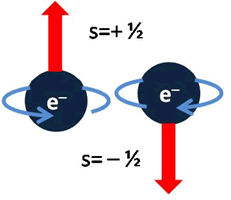 s=+ ½
e⁻
e⁻
s= – ½